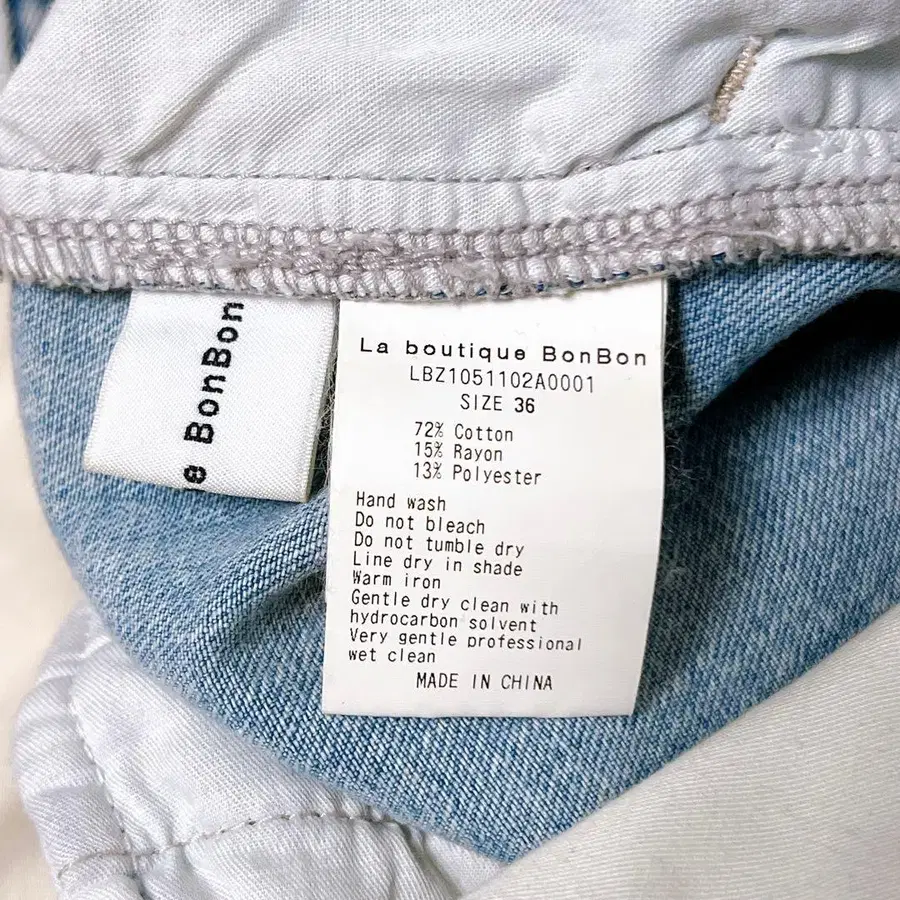 e BonBon
La boutique BonBon
LBZ1051102A0001
SIZE 36
72% Cotton
15% Rayon
13% Polyester
Hand wash
Do not bleach
Do not tumble dry
Line dry in shade
Warm iron
Gentle dry clean with
hydrocarbon solvent
Very gentle professional
wet clean
MADE IN CHINA